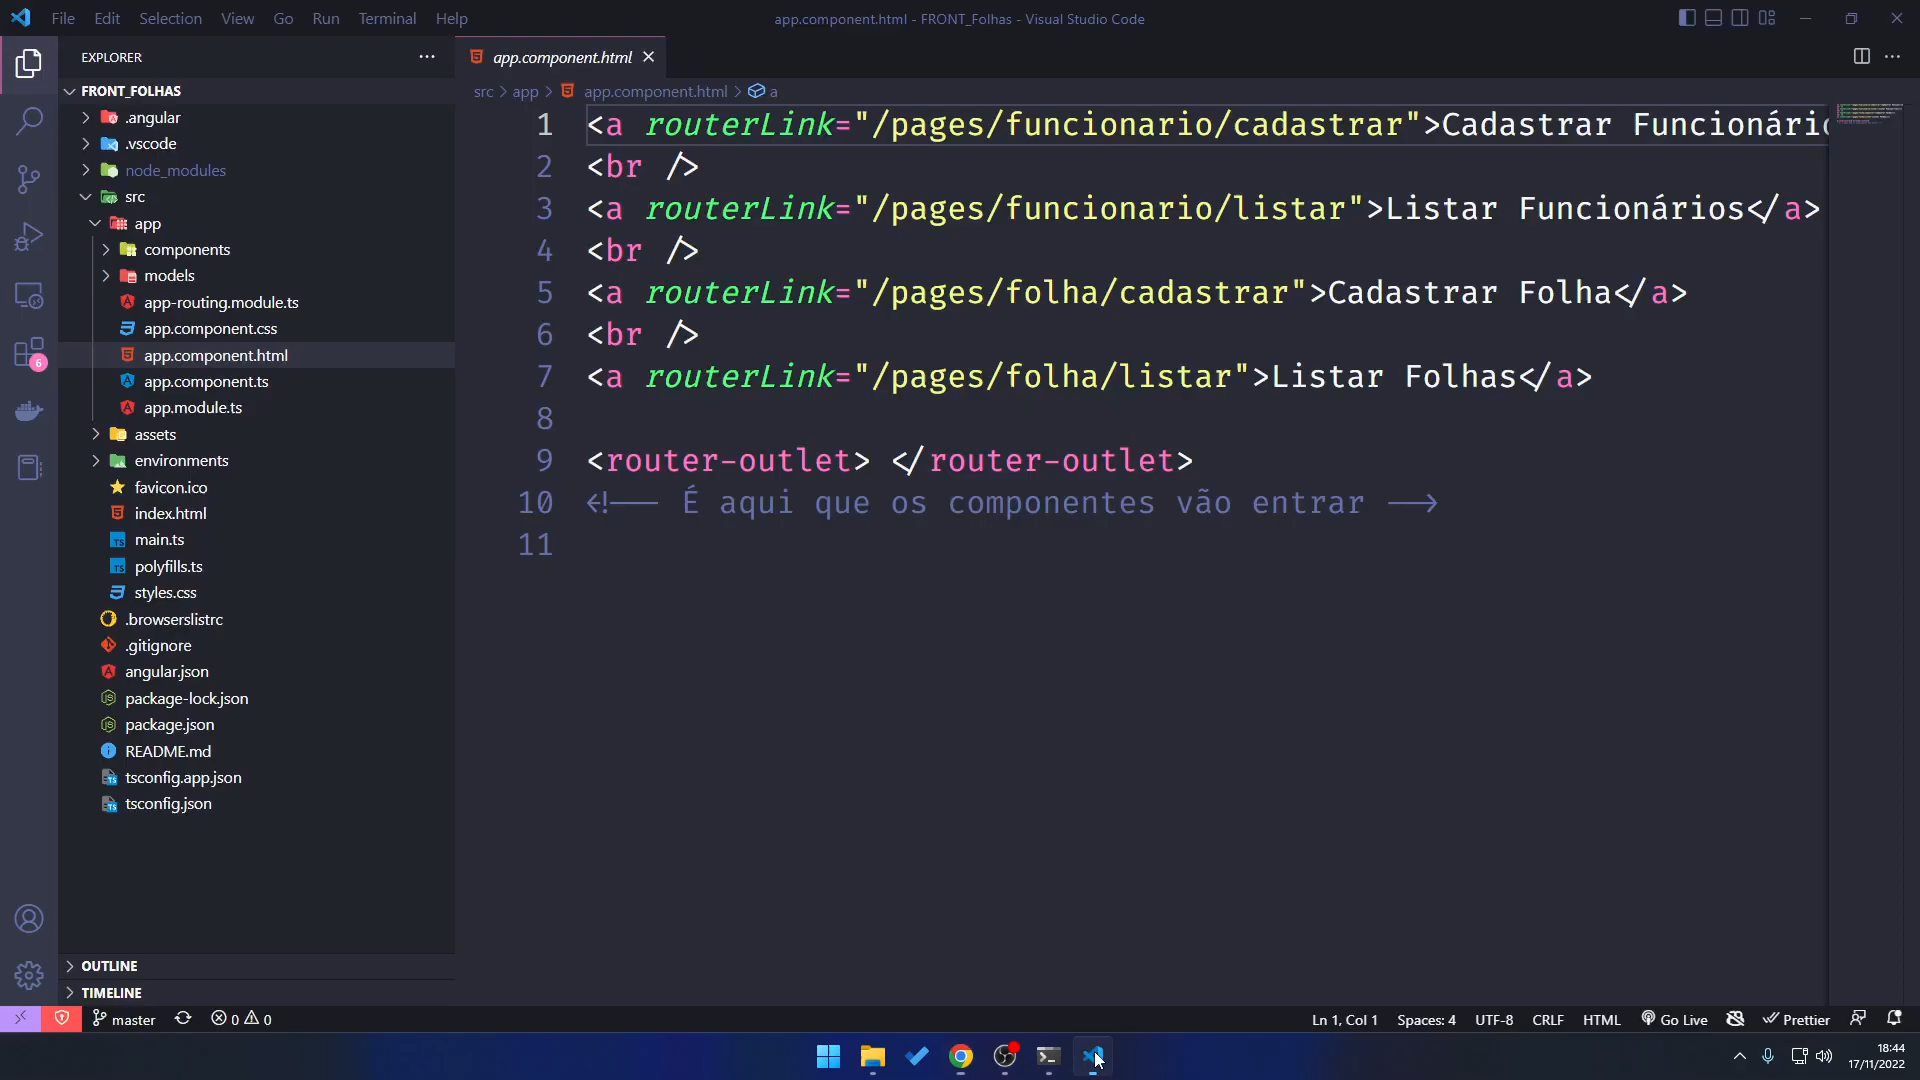 File Edit Selection View Go Run Terminal Help
app.component.html - FRONT_Folhas - Visual Studio Code
EXPLORER
FRONT_FOLHAS
.angular
.vscode
node_modules
src
app
components
models
app-routing.module.ts
app.component.css
app.component.html
app.component.ts
app.module.ts
assets
environments
favicon.ico
index.html
main.ts
polyfills.ts
styles.css
.browserslistrc
.gitignore
angular.json
package-lock.json
package.json
README.md
tsconfig.app.json
tsconfig.json
OUTLINE
TIMELINE
6
app.component.html
src > app > app.component.html > a
1 <a routerLink="/pages/funcionario/cadastrar">Cadastrar Funcionário
2 <br />
3 <a routerLink="/pages/funcionario/listar">Listar Funcionários</a>
4 <br />
5 <a routerLink="/pages/folha/cadastrar">Cadastrar Folha</a>
6 <br />
7 <a routerLink="/pages/folha/listar">Listar Folhas</a>
8
9 <router-outlet> </router-outlet>
10 <!-- É aqui que os componentes vão entrar -->
11
master 0 0 Ln 1, Col 1 Spaces: 4 UTF-8 CRLF HTML Go Live Prettier
18:44
17/11/2022